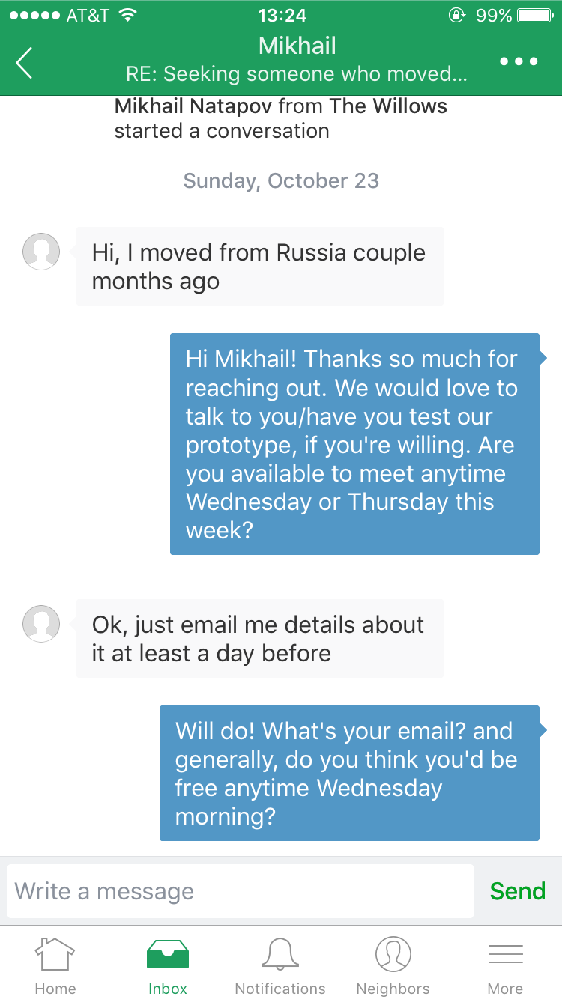 AT&T 13:24 99%
Mikhail
RE: Seeking someone who moved...
Mikhail Natapov from The Willows
started a conversation
Sunday, October 23
Hi, I moved from Russia couple
months ago
Hi Mikhail! Thanks so much for
reaching out. We would love to
talk to you/have you test our
prototype, if you're willing. Are
you available to meet anytime
Wednesday or Thursday this
week?
Ok, just email me details about
it at least a day before
Will do! What's your email? and
generally, do you think you'd be
free anytime Wednesday
morning?
Write a message Send
Home Inbox Notifications Neighbors More